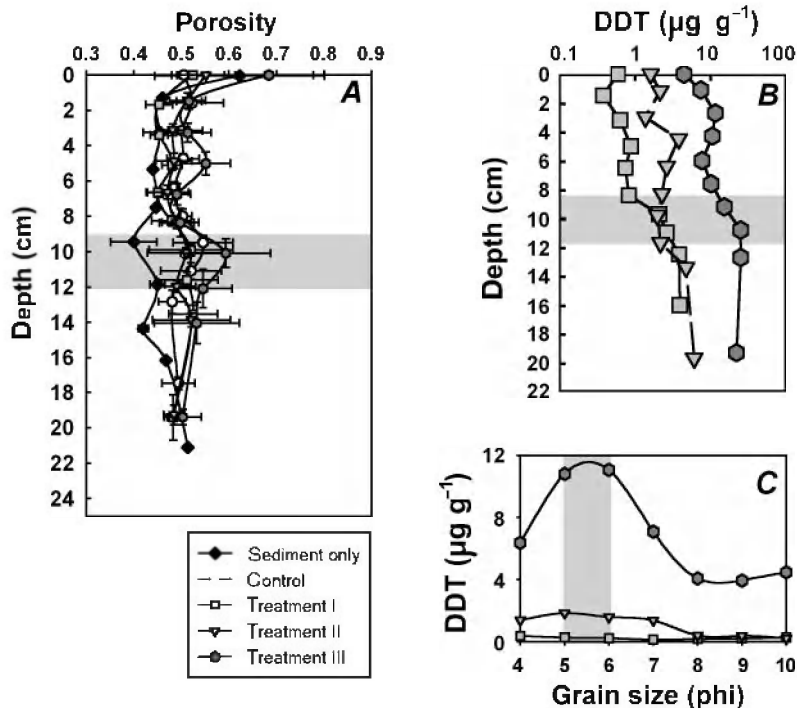 Porosity
0.3 0.4 0.5 0.6 0.7 0.8 0.9
A
Depth (cm)
0
2
4
6
8
10
12
14
16
18
20
22
24
Sediment only
Control
Treatment I
Treatment II
Treatment III
DDT (µg g⁻¹)
0.1 1 10 100
B
Depth (cm)
0
2
4
6
8
10
12
14
16
18
20
22
C
DDT (µg g⁻¹)
12
8
4
0
4 5 6 7 8 9 10
Grain size (phi)